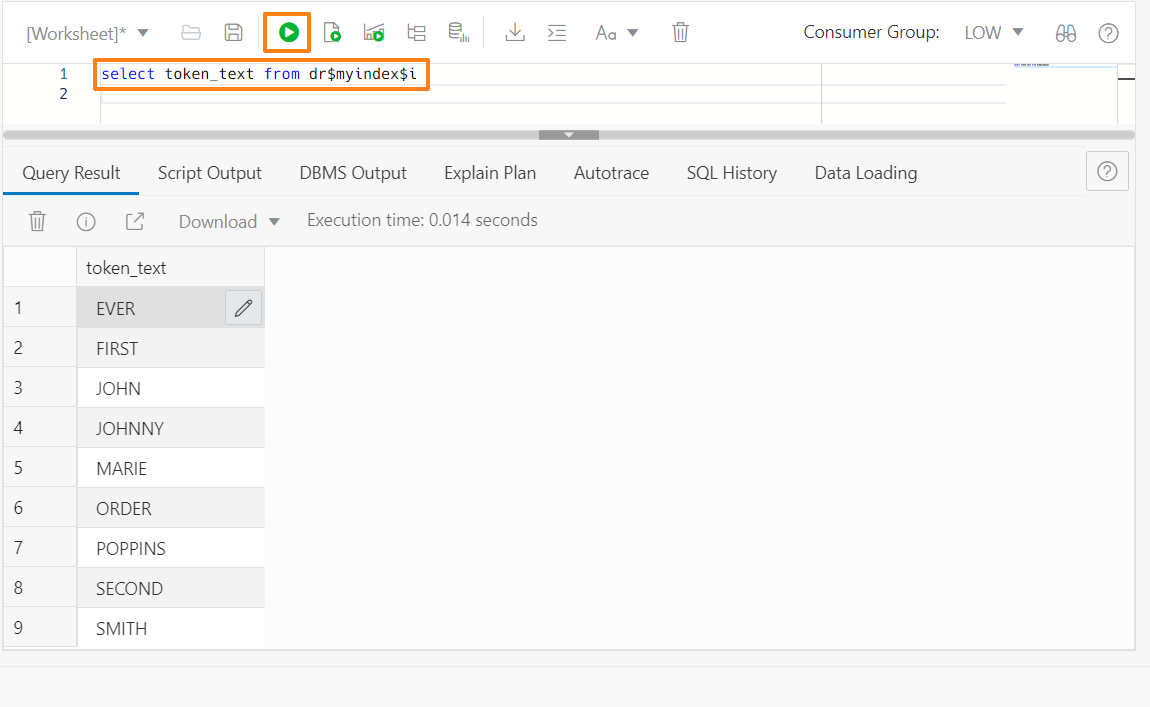 [Worksheet]* Aa Consumer Group: LOW
1 select token_text from dr$myindex$i
2
Query Result Script Output DBMS Output Explain Plan Autotrace SQL History Data Loading
Download Execution time: 0.014 seconds
token_text
1 EVER
2 FIRST
3 JOHN
4 JOHNNY
5 MARIE
6 ORDER
7 POPPINS
8 SECOND
9 SMITH